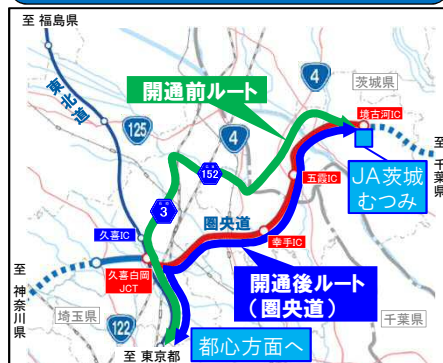 至 福島県
東北道
4
茨城県
開通前ルート
125
4
境古河IC
至 千葉県
152
五霞IC
JA茨城
むつみ
3
圏央道
久喜IC
幸手IC
至 神奈川県
久喜白岡
JCT
開通後ルート
(圏央道)
埼玉県
千葉県
122
都心方面へ
至 東京都